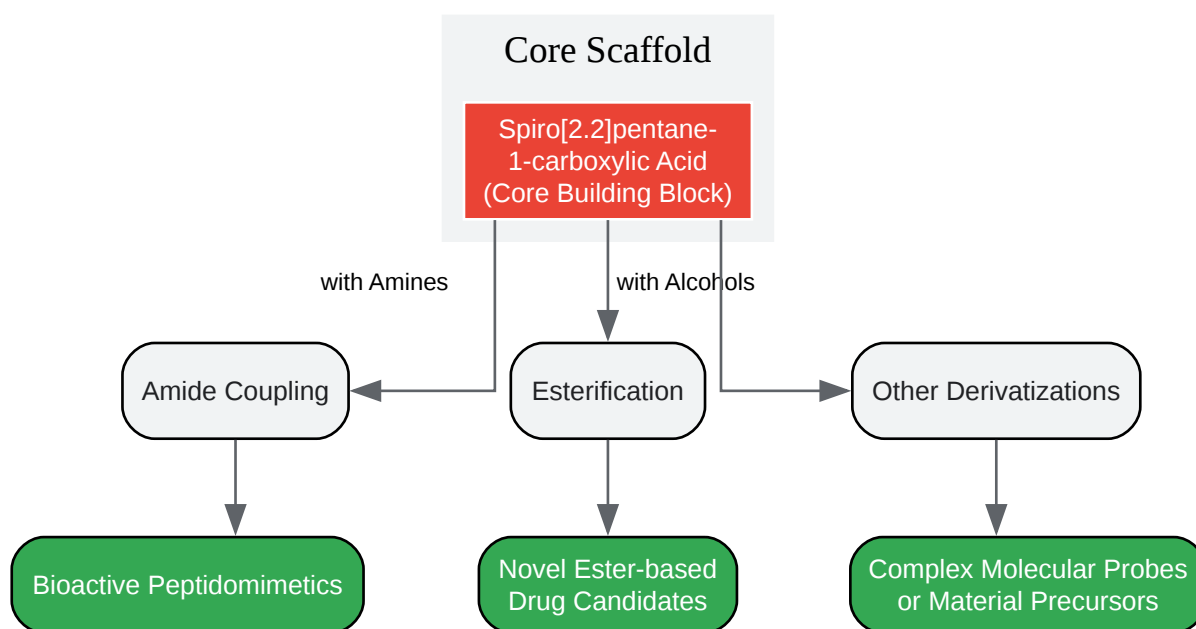 Core Scaffold
Spiro[2.2]pentane-
1-carboxylic Acid
(Core Building Block)
with Amines
with Alcohols
Amide Coupling
Esterification
Other Derivatizations
Bioactive Peptidomimetics
Novel Ester-based
Drug Candidates
Complex Molecular Probes
or Material Precursors